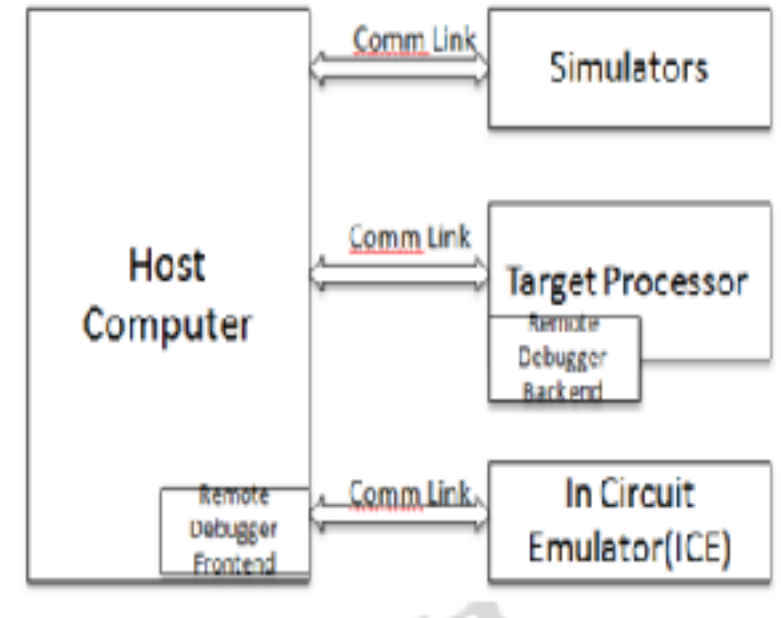 Comm Link
Simulators
Host
Computer
Comm Link
Target Processor
Remote
Debugger
Backend
Remote
Debugger
Frontend
Comm Link
In Circuit
Emulator(ICE)